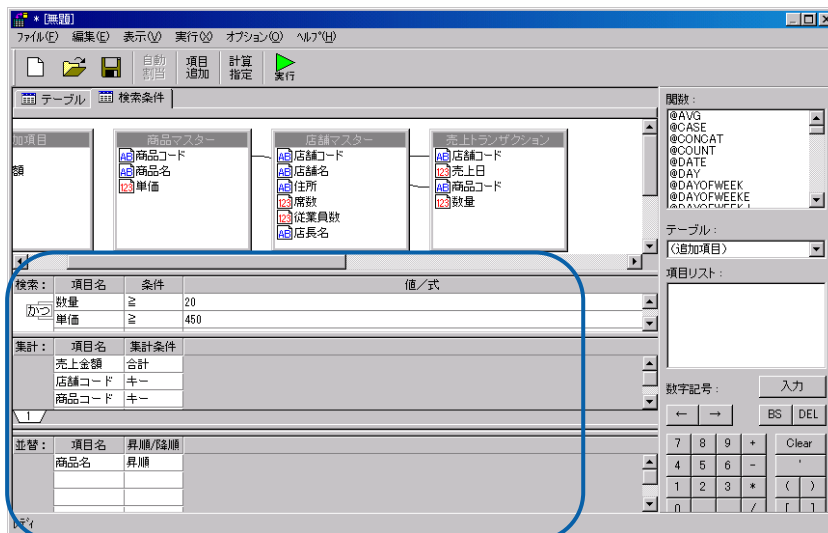 * [無題]
ファイル(F) 編集(E) 表示(V) 実行(X) オプション(O) ヘルプ(H)
自動割当 項目追加 計算指定 実行
テーブル 検索条件
加項目
額
商品マスター
商品コード
商品名
単価
店舗マスター
店舗コード
店舗名
住所
席数
従業員数
店長名
売上トランザクション
店舗コード
売上日
商品コード
数量
検索: 項目名 条件 値/式
かつ
数量 ≧ 20
単価 ≧ 450
集計: 項目名 集計条件
売上金額 合計
店舗コード キー
商品コード キー
1
並替: 項目名 昇順/降順
商品名 昇順
レディ
関数:
@AVG
@CASE
@CONCAT
@COUNT
@DATE
@DAY
@DAYOFWEEK
@DAYOFWEEKE
テーブル:
(追加項目)
項目リスト:
数字記号: 入力
← → BS DEL
7 8 9 + Clear
4 5 6 - '
1 2 3 * ( )
0 / [ ]